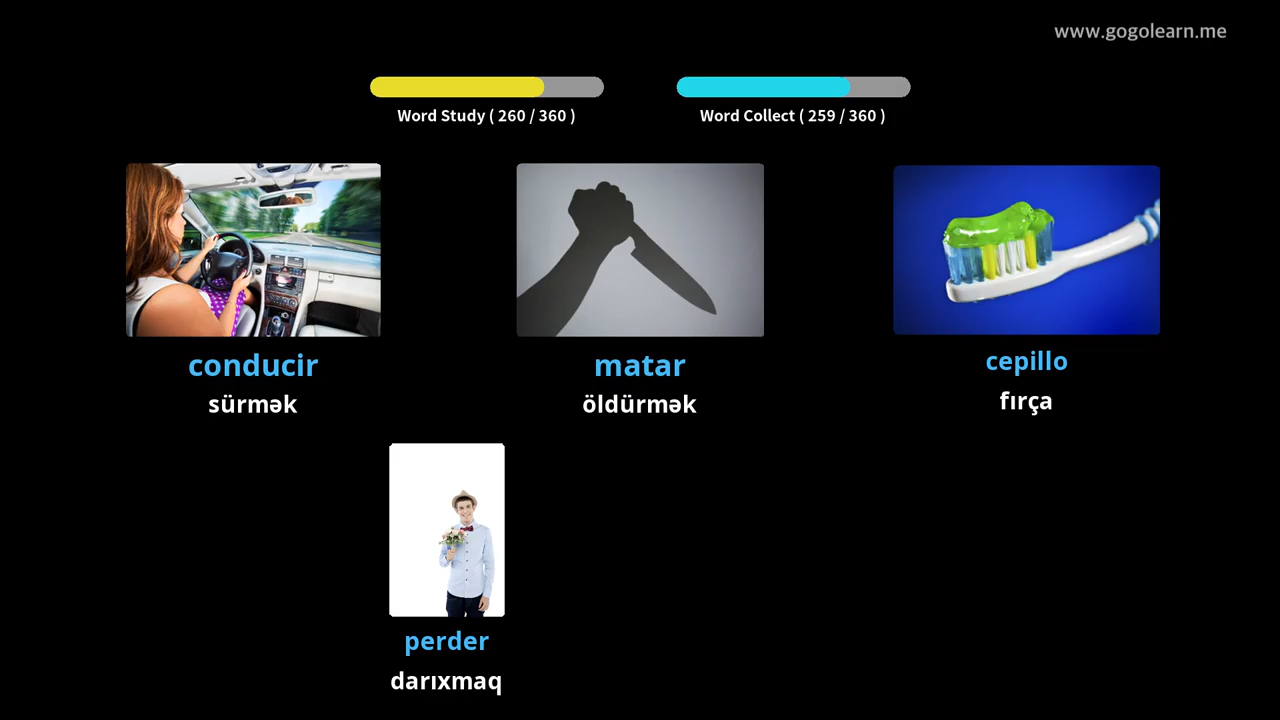 www.gogolearn.me
Word Study ( 260 / 360 )
Word Collect ( 259 / 360 )
conducir
sürmək
matar
öldürmək
cepillo
fırça
perder
darıxmaq